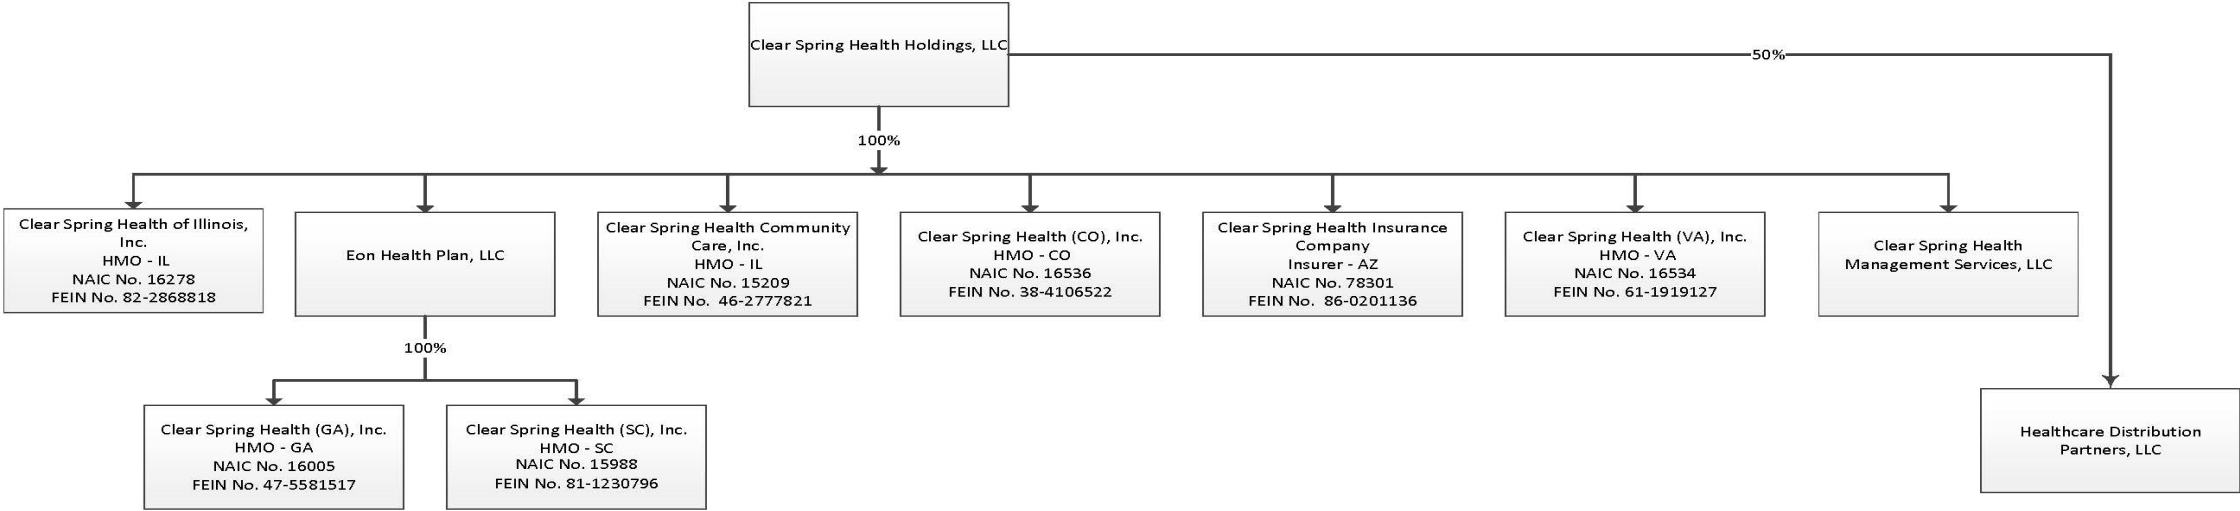 Clear Spring Health Holdings, LLC
50%
100%
Clear Spring Health of Illinois,
Inc.
HMO - IL
NAIC No. 16278
FEIN No. 82-2868818
Eon Health Plan, LLC
Clear Spring Health Community
Care, Inc.
HMO - IL
NAIC No. 15209
FEIN No. 46-2777821
Clear Spring Health (CO), Inc.
HMO - CO
NAIC No. 16536
FEIN No. 38-4106522
Clear Spring Health Insurance
Company
Insurer - AZ
NAIC No. 78301
FEIN No. 86-0201136
Clear Spring Health (VA), Inc.
HMO - VA
NAIC No. 16534
FEIN No. 61-1919127
Clear Spring Health
Management Services, LLC
100%
Clear Spring Health (GA), Inc.
HMO - GA
NAIC No. 16005
FEIN No. 47-5581517
Clear Spring Health (SC), Inc.
HMO - SC
NAIC No. 15988
FEIN No. 81-1230796
Healthcare Distribution
Partners, LLC